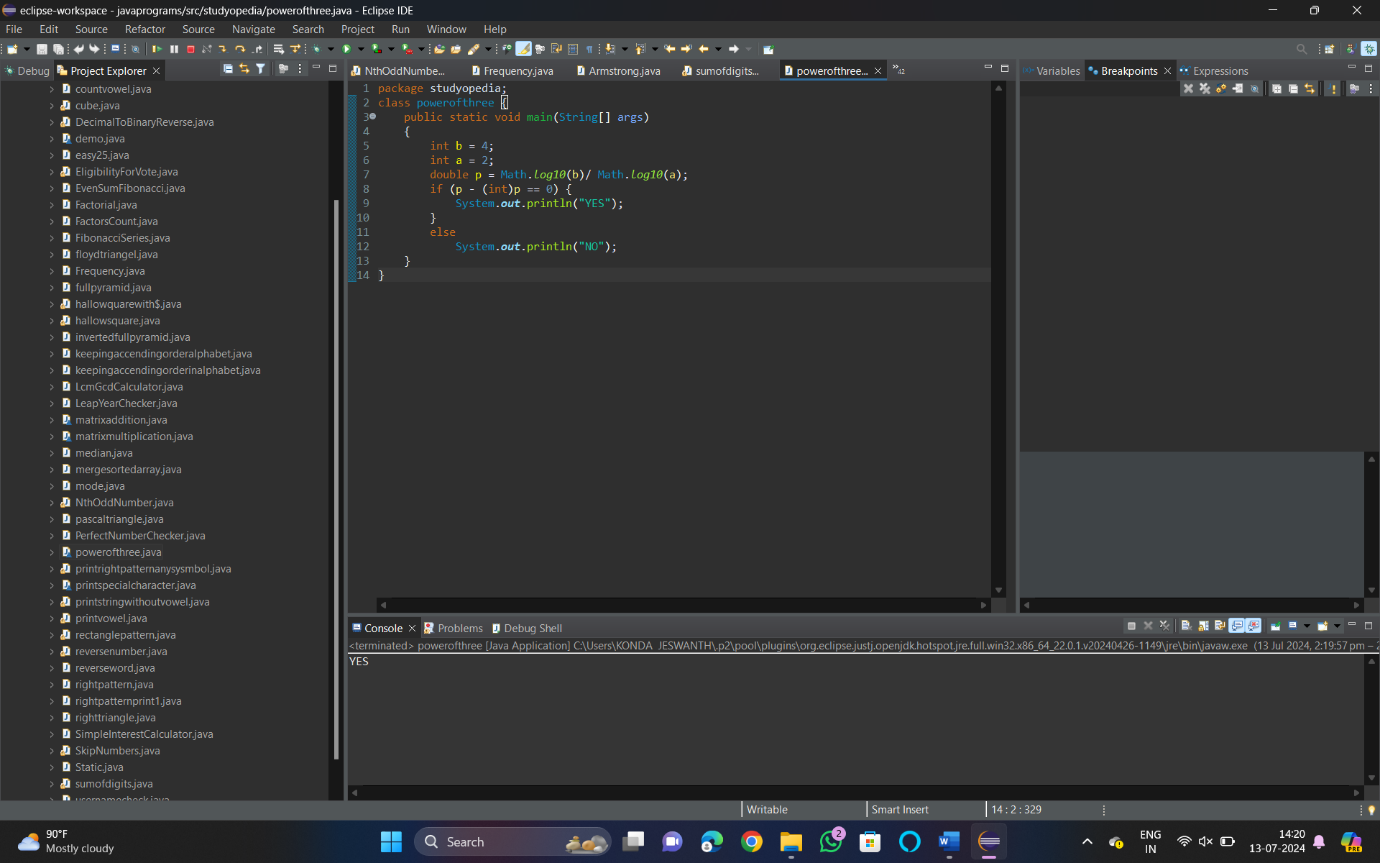 eclipse-workspace - javaprograms/src/studyopedia/powerofthree.java - Eclipse IDE
File Edit Source Refactor Source Navigate Search Project Run Window Help
Debug Project Explorer
NthOddNumbe... Frequency.java Armstrong.java sumofdigits... powerofthree... 42
Variables Breakpoints Expressions
countvowel.java
cube.java
DecimalToBinaryReverse.java
demo.java
easy25.java
EligibilityForVote.java
EvenSumFibonacci.java
Factorial.java
FactorsCount.java
FibonacciSeries.java
floydtriangel.java
Frequency.java
fullpyramid.java
hallowquarewith$.java
hallowsquare.java
invertedfullpyramid.java
keepingaccendingorderalphabet.java
keepingaccendingorderinalphabet.java
LcmGcdCalculator.java
LeapYearChecker.java
matrixaddition.java
matrixmultiplication.java
median.java
mergesortedarray.java
mode.java
NthOddNumber.java
pascaltriangle.java
PerfectNumberChecker.java
powerofthree.java
printrightpatternanysysmbol.java
printspecialcharacter.java
printstringwithoutvowel.java
printvowel.java
rectanglepattern.java
reversenumber.java
reverseword.java
rightpattern.java
rightpatternprint1.java
righttriangle.java
SimpleInterestCalculator.java
SkipNumbers.java
Static.java
sumofdigits.java
1 package studyopedia;
2 class powerofthree {
3 public static void main(String[] args)
4 {
5 int b = 4;
6 int a = 2;
7 double p = Math.log10(b)/ Math.log10(a);
8 if (p - (int)p == 0) {
9 System.out.println("YES");
10 }
11 else
12 System.out.println("NO");
13 }
14 }
Console Problems Debug Shell
<terminated> powerofthree [Java Application] C:\Users\KONDA JESWANTH\.p2\pool\plugins\org.eclipse.justj.openjdk.hotspot.jre.full.win32.x86_64_22.0.1.v20240426-1149\jre\bin\javaw.exe (13 Jul 2024, 2:19:57 pm –
YES
Writable Smart Insert 14 : 2 : 329
90°F
Mostly cloudy
Search
2
ENG
IN
14:20
13-07-2024
PRE